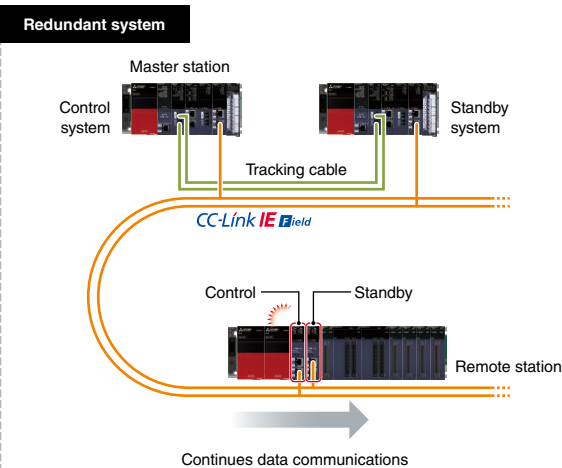 Redundant system
Master station
Control
system
Standby
system
Tracking cable
CC-Link IE Field
Control
Standby
Remote station
Continues data communications